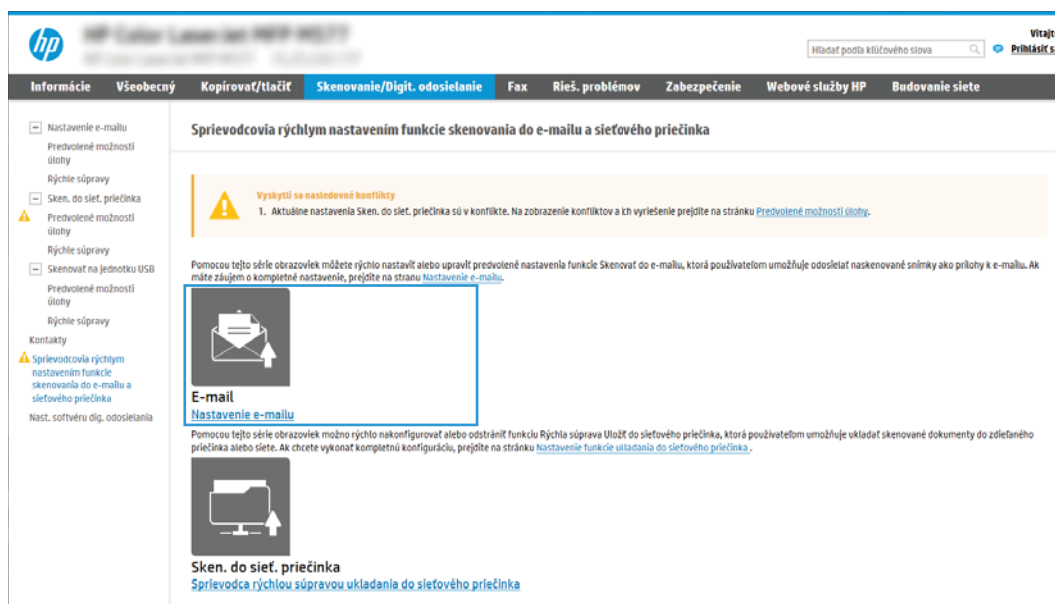 hp
Vitajt
Hľadať podľa kľúčového slova
Prihlásiť s
Informácie Všeobecný Kopírovať/tlačiť Skenovanie/Digit. odosielanie Fax Rieš. problémov Zabezpečenie Webové služby HP Budovanie siete
Nastavenie e-mailu
Predvolené možnosti
úlohy
Rýchle súpravy
Sken. do sieť. priečinka
Predvolené možnosti
úlohy
Rýchle súpravy
Skenovať na jednotku USB
Predvolené možnosti
úlohy
Rýchle súpravy
Kontakty
Sprievodcovia rýchlym
nastavením funkcie
skenovania do e-mailu a
sieťového priečinka
Nast. softvéru dig. odosielania
Sprievodcovia rýchlym nastavením funkcie skenovania do e-mailu a sieťového priečinka
Vyskytli sa nasledovné konflikty
1. Aktuálne nastavenia Sken. do sieť. priečinka sú v konflikte. Na zobrazenie konfliktov a ich vyriešenie prejdite na stránku Predvolené možnosti úlohy.
Pomocou tejto série obrazoviek môžete rýchlo nastaviť alebo upraviť predvolené nastavenia funkcie Skenovať do e-mailu, ktorá používateľom umožňuje odosielať naskenované snímky ako prílohy k e-mailu. Ak
máte záujem o kompletné nastavenie, prejdite na stranu Nastavenie e-mailu.
E-mail
Nastavenie e-mailu
Pomocou tejto série obrazoviek možno rýchlo nakonfigurovať alebo odstrániť funkciu Rýchla súprava Uložiť do sieťového priečinka, ktorá používateľom umožňuje ukladať skenované dokumenty do zdieľaného
priečinka alebo siete. Ak chcete vykonať kompletnú konfiguráciu, prejdite na stránku Nastavenie funkcie ukladania do sieťového priečinka .
Sken. do sieť. priečinka
Sprievodca rýchlou súpravou ukladania do sieťového priečinka